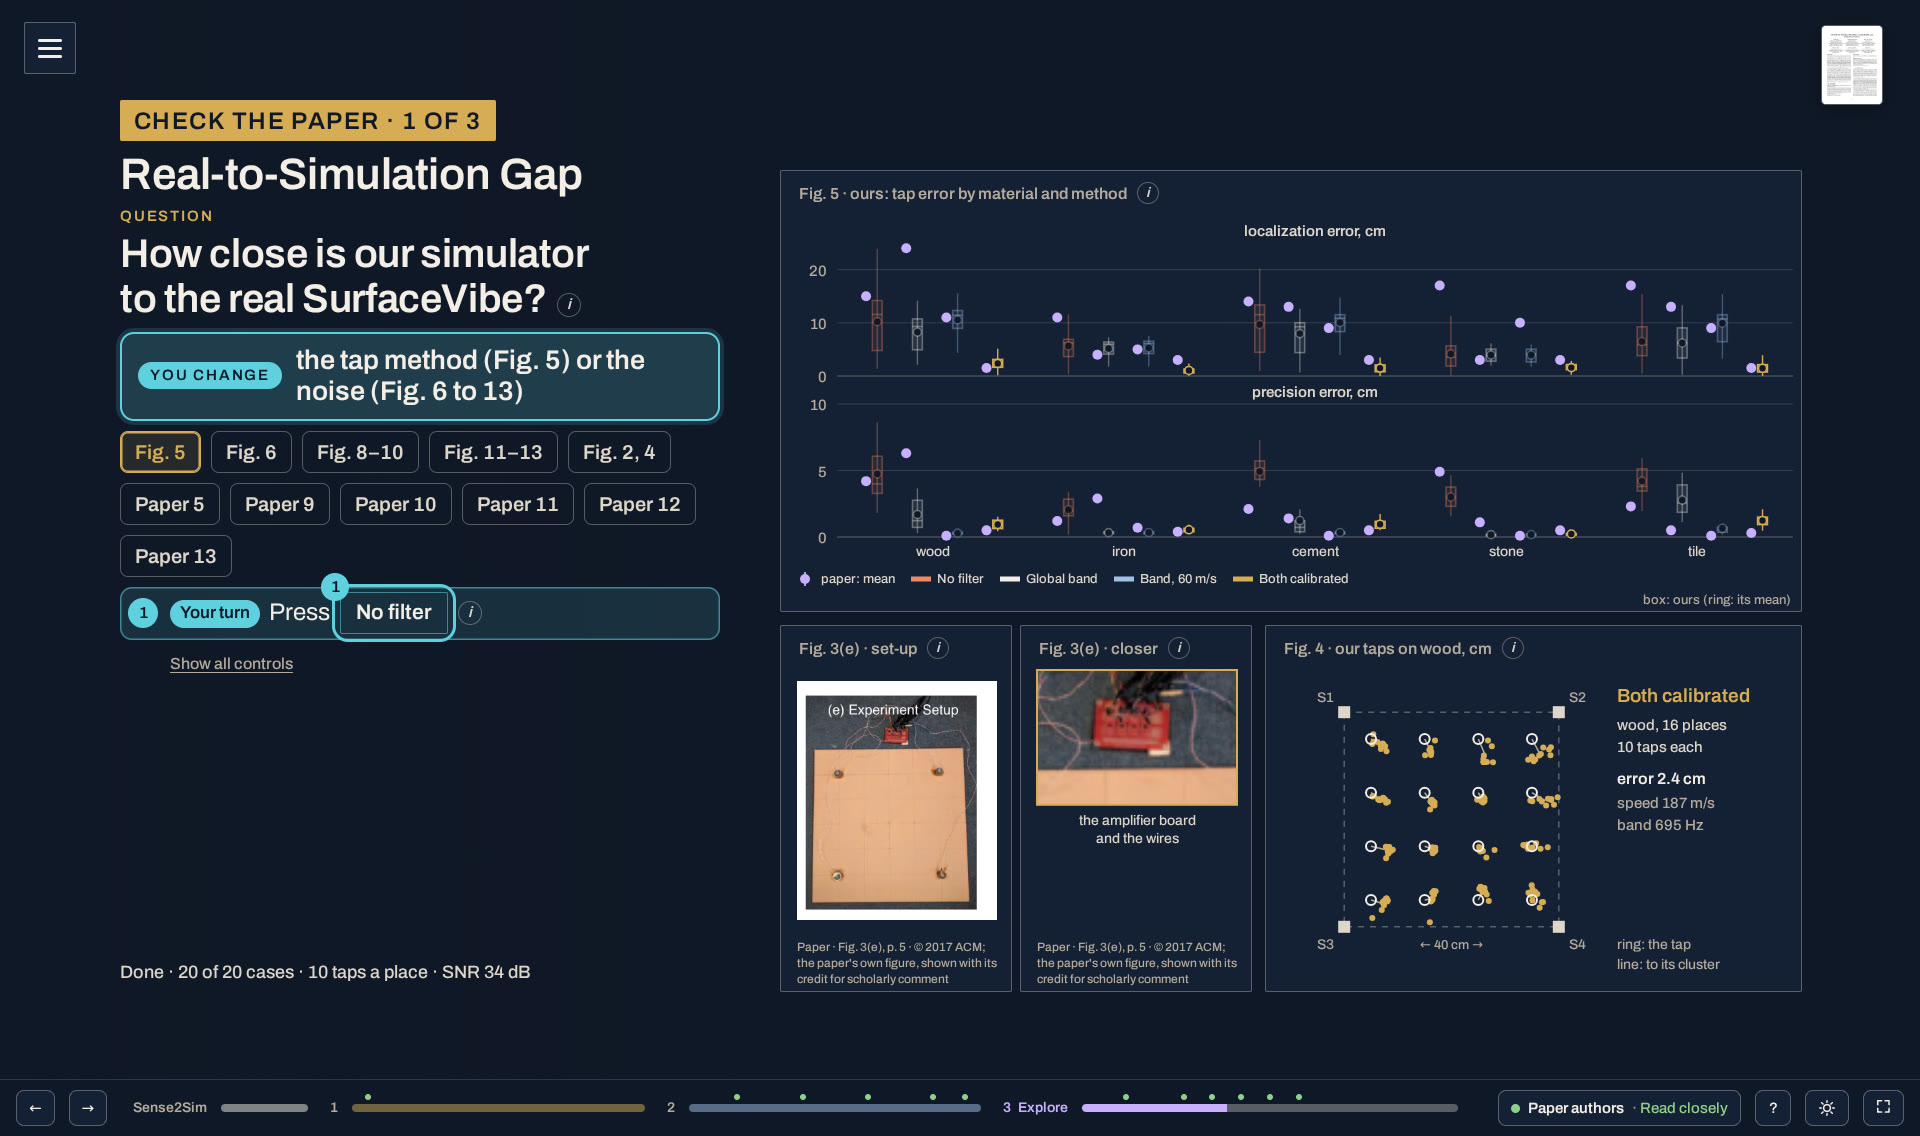 CHECK THE PAPER · 1 OF 3
Real-to-Simulation Gap
QUESTION
How close is our simulator
to the real SurfaceVibe? i
YOU CHANGE the tap method (Fig. 5) or the
noise (Fig. 6 to 13)
Fig. 5 Fig. 6 Fig. 8–10 Fig. 11–13 Fig. 2, 4
Paper 5 Paper 9 Paper 10 Paper 11 Paper 12
Paper 13
1
1 Your turn Press No filter i
Show all controls
Done · 20 of 20 cases · 10 taps a place · SNR 34 dB
Fig. 5 · ours: tap error by material and method i
localization error, cm
20
10
0
precision error, cm
10
5
0
wood iron cement stone tile
paper: mean No filter Global band Band, 60 m/s Both calibrated
box: ours (ring: its mean)
Fig. 3(e) · set-up i
(e) Experiment Setup
Paper · Fig. 3(e), p. 5 · © 2017 ACM;
the paper's own figure, shown with its
credit for scholarly comment
Fig. 3(e) · closer i
the amplifier board
and the wires
Paper · Fig. 3(e), p. 5 · © 2017 ACM;
the paper's own figure, shown with its
credit for scholarly comment
Fig. 4 · our taps on wood, cm i
S1 S2
S3 ← 40 cm → S4
Both calibrated
wood, 16 places
10 taps each
error 2.4 cm
speed 187 m/s
band 695 Hz
ring: the tap
line: to its cluster
← → Sense2Sim 1 2 3 Explore Paper authors · Read closely ?